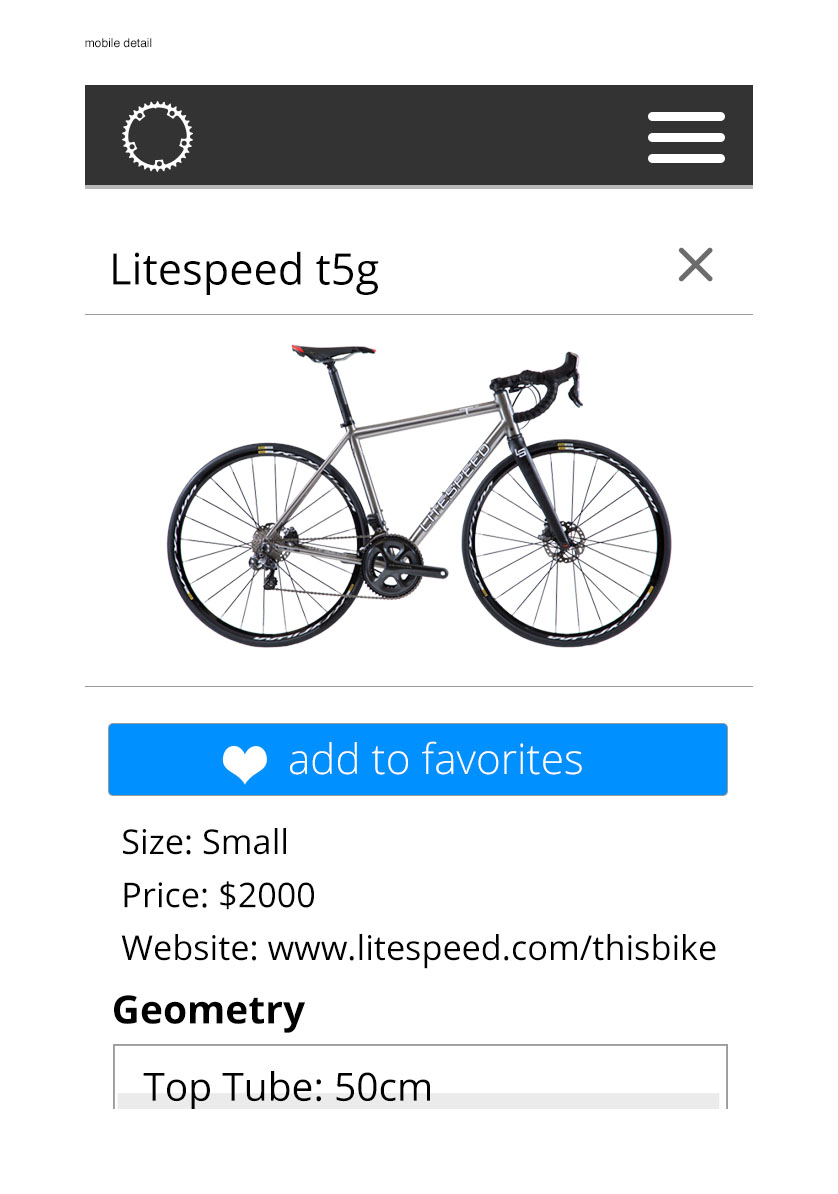 mobile detail
Litespeed t5g
LITESPEED
add to favorites
Size: Small
Price: $2000
Website: www.litespeed.com/thisbike
Geometry
Top Tube: 50cm